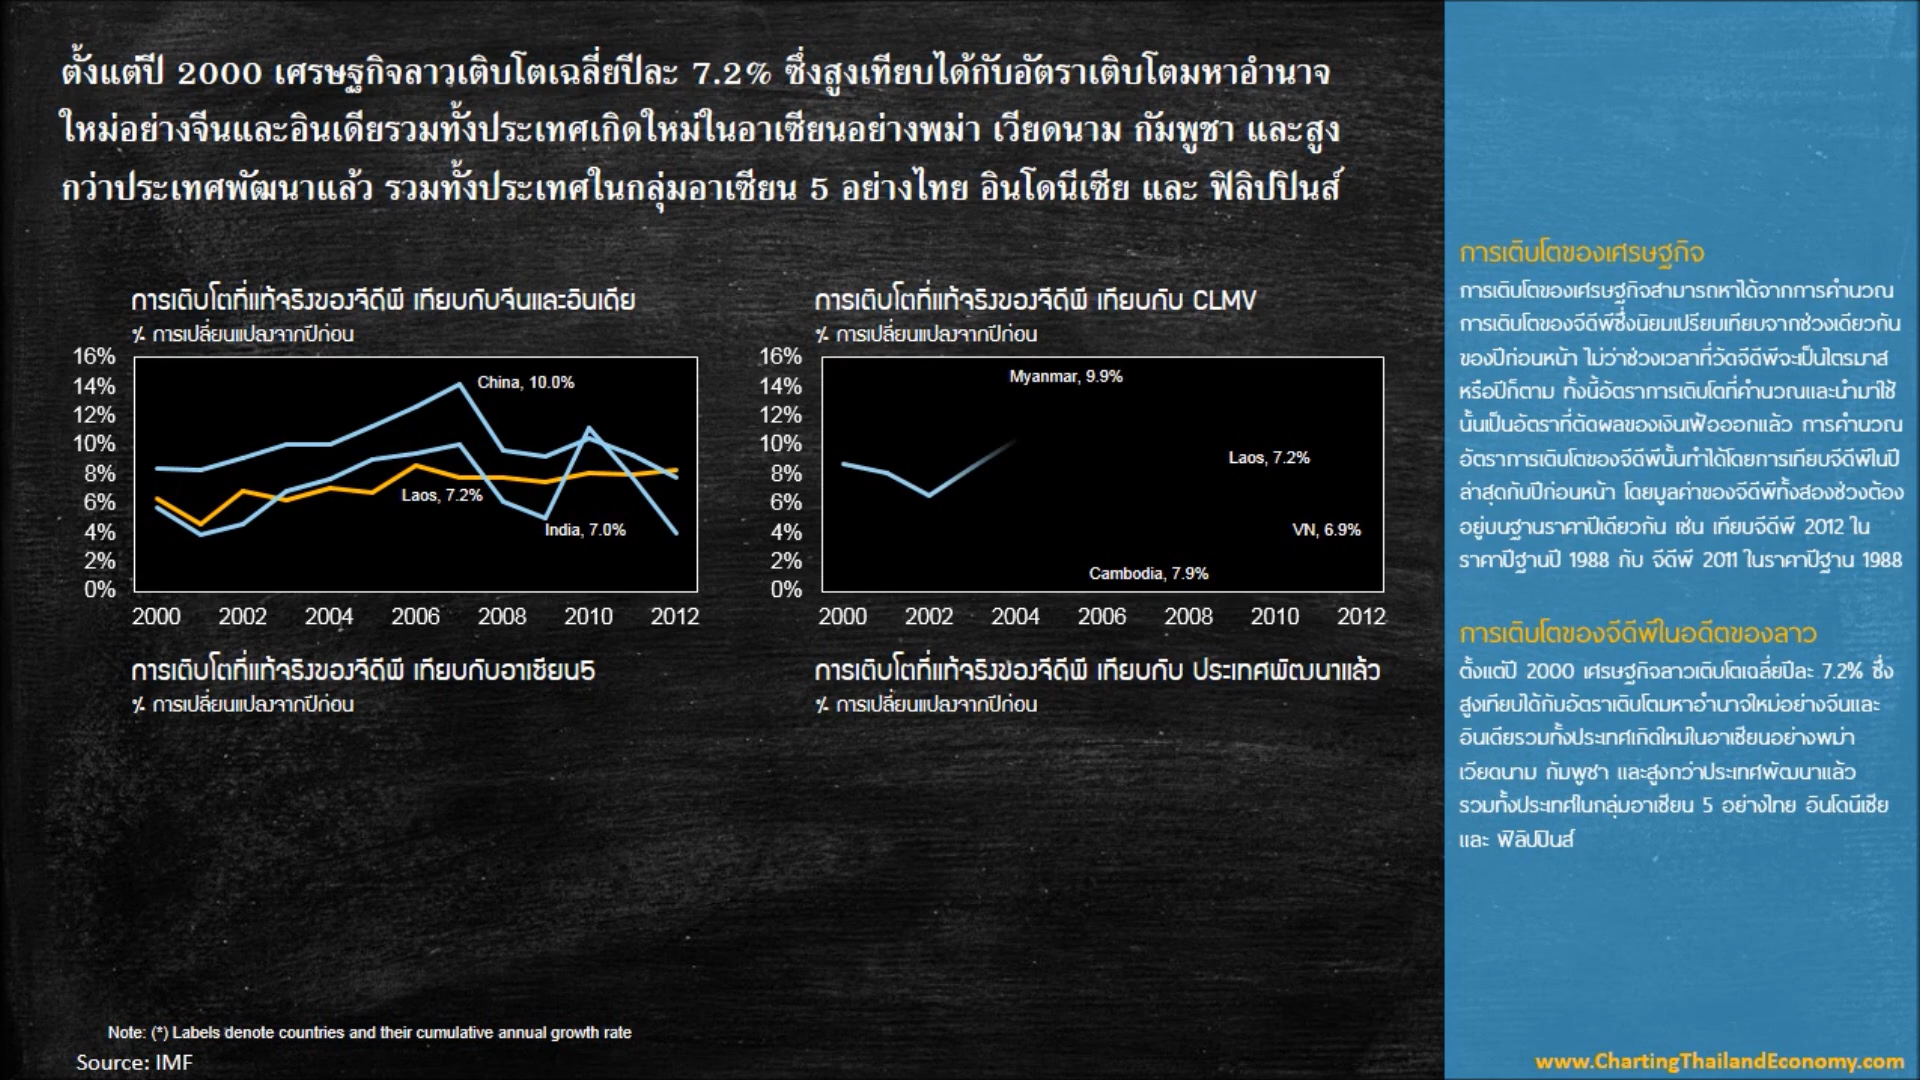 ตั้งแต่ปี 2000 เศรษฐกิจลาวเติบโตเฉลี่ยปีละ 7.2% ซึ่งสูงเทียบได้กับอัตราเติบโตมหาอำนาจ
ใหม่อย่างจีนและอินเดียรวมทั้งประเทศเกิดใหม่ในอาเซียนอย่างพม่า เวียดนาม กัมพูชา และสูง
กว่าประเทศพัฒนาแล้ว รวมทั้งประเทศในกลุ่มอาเซียน 5 อย่างไทย อินโดนีเซีย และ ฟิลิปปินส์
การเติบโตที่แท้จริงของจีดีพี เทียบกับจีนและอินเดีย
% การเปลี่ยนแปลงจากปีก่อน
16%
14%
12%
10%
8%
6%
4%
2%
0%
China, 10.0%
Laos, 7.2%
India, 7.0%
2000 2002 2004 2006 2008 2010 2012
การเติบโตที่แท้จริงของจีดีพี เทียบกับ CLMV
% การเปลี่ยนแปลงจากปีก่อน
16%
14%
12%
10%
8%
6%
4%
2%
0%
Myanmar, 9.9%
Laos, 7.2%
VN, 6.9%
Cambodia, 7.9%
2000 2002 2004 2006 2008 2010 2012
การเติบโตที่แท้จริงของจีดีพี เทียบกับอาเซียน5
% การเปลี่ยนแปลงจากปีก่อน
การเติบโตที่แท้จริงของจีดีพี เทียบกับ ประเทศพัฒนาแล้ว
% การเปลี่ยนแปลงจากปีก่อน
Note: (*) Labels denote countries and their cumulative annual growth rate
Source: IMF
การเติบโตของเศรษฐกิจ
การเติบโตของเศรษฐกิจสามารถหาได้จากการคำนวณ
การเติบโตของจีดีพีซึ่งนิยมเปรียบเทียบจากช่วงเดียวกัน
ของปีก่อนหน้า ไม่ว่าช่วงเวลาที่วัดจีดีพีจะเป็นไตรมาส
หรือปีก็ตาม ทั้งนี้อัตราการเติบโตที่คำนวณและนำมาใช้
นั้นเป็นอัตราที่ตัดผลของเงินเฟ้อออกแล้ว การคำนวณ
อัตราการเติบโตของจีดีพีนั้นทำได้โดยการเทียบจีดีพีในปี
ล่าสุดกับปีก่อนหน้า โดยมูลค่าของจีดีพีทั้งสองช่วงต้อง
อยู่บนฐานราคาปีเดียวกัน เช่น เทียบจีดีพี 2012 ใน
ราคาปีฐานปี 1988 กับ จีดีพี 2011 ในราคาปีฐาน 1988
การเติบโตของจีดีพีในอดีตของลาว
ตั้งแต่ปี 2000 เศรษฐกิจลาวเติบโตเฉลี่ยปีละ 7.2% ซึ่ง
สูงเทียบได้กับอัตราเติบโตมหาอำนาจใหม่อย่างจีนและ
อินเดียรวมทั้งประเทศเกิดใหม่ในอาเซียนอย่างพม่า
เวียดนาม กัมพูชา และสูงกว่าประเทศพัฒนาแล้ว
รวมทั้งประเทศในกลุ่มอาเซียน 5 อย่างไทย อินโดนีเซีย
และ ฟิลิปปินส์
www.ChartingThailandEconomy.com